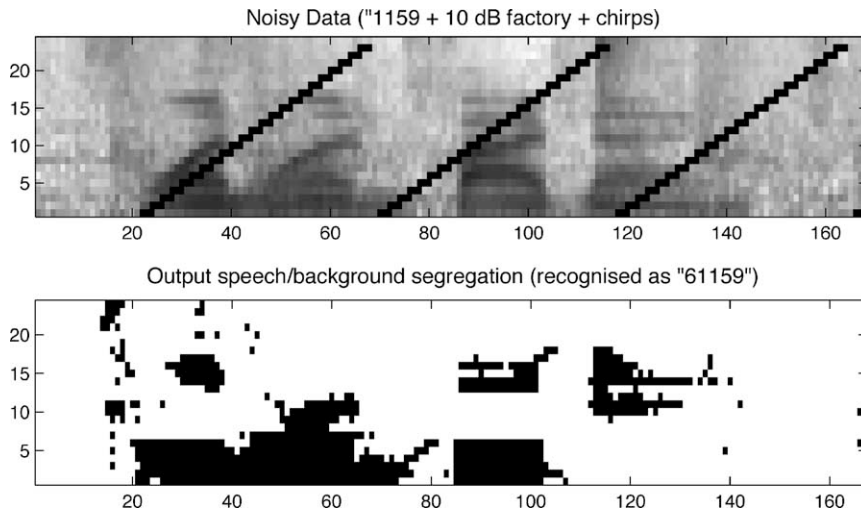 Noisy Data ("1159 + 10 dB factory + chirps)
20
15
10
5
20 40 60 80 100 120 140 160
Output speech/background segregation (recognised as "61159")
20
15
10
5
20 40 60 80 100 120 140 160